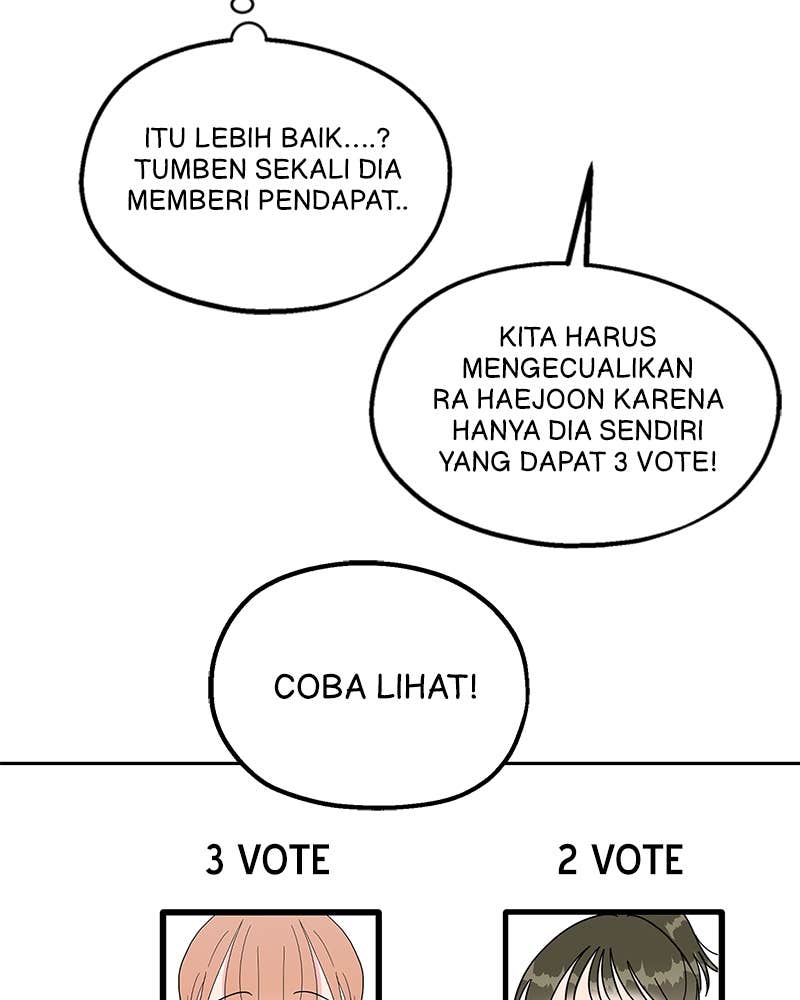 ITU LEBIH BAIK....?
TUMBEN SEKALI DIA
MEMBERI PENDAPAT..
KITA HARUS
MENGECUALIKAN
RA HAEJOON KARENA
HANYA DIA SENDIRI
YANG DAPAT 3 VOTE!
COBA LIHAT!
3 VOTE
2 VOTE